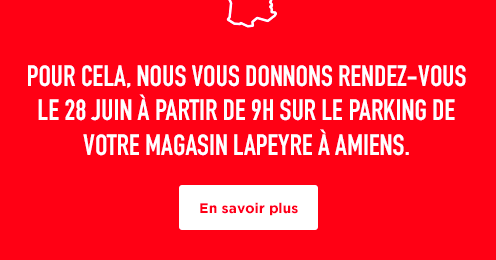 POUR CELA, NOUS VOUS DONNONS RENDEZ-VOUS
LE 28 JUIN À PARTIR DE 9H SUR LE PARKING DE
VOTRE MAGASIN LAPEYRE À AMIENS.
En savoir plus